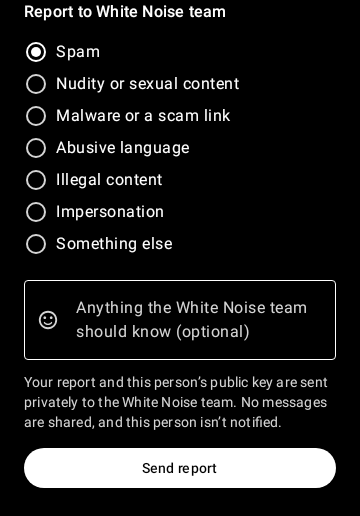 Report to White Noise team
Spam
Nudity or sexual content
Malware or a scam link
Abusive language
Illegal content
Impersonation
Something else
Anything the White Noise team
should know (optional)
Your report and this person’s public key are sent
privately to the White Noise team. No messages
are shared, and this person isn’t notified.
Send report